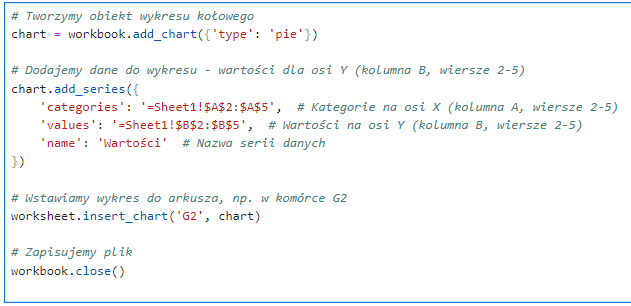 # Tworzymy obiekt wykresu kołowego
chart = workbook.add_chart({'type': 'pie'})
# Dodajemy dane do wykresu - wartości dla osi Y (kolumna B, wiersze 2-5)
chart.add_series({
    'categories': '=Sheet1!$A$2:$A$5',  # Kategorie na osi X (kolumna A, wiersze 2-5)
    'values': '=Sheet1!$B$2:$B$5',  # Wartości na osi Y (kolumna B, wiersze 2-5)
    'name': 'Wartości'  # Nazwa serii danych
})
# Wstawiamy wykres do arkusza, np. w komórce G2
worksheet.insert_chart('G2', chart)
# Zapisujemy plik
workbook.close()